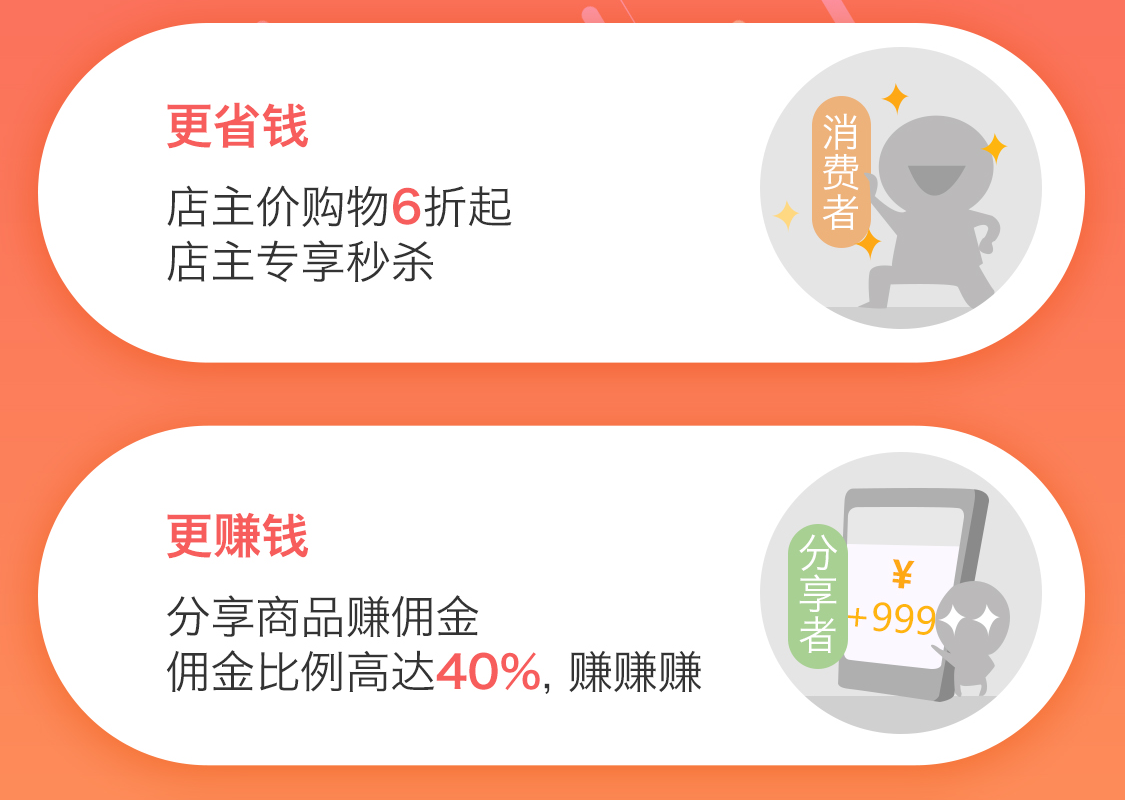 更省钱
店主价购物6折起
店主专享秒杀
消费者
更赚钱
分享商品赚佣金
佣金比例高达40%, 赚赚赚
分享者
¥
+999